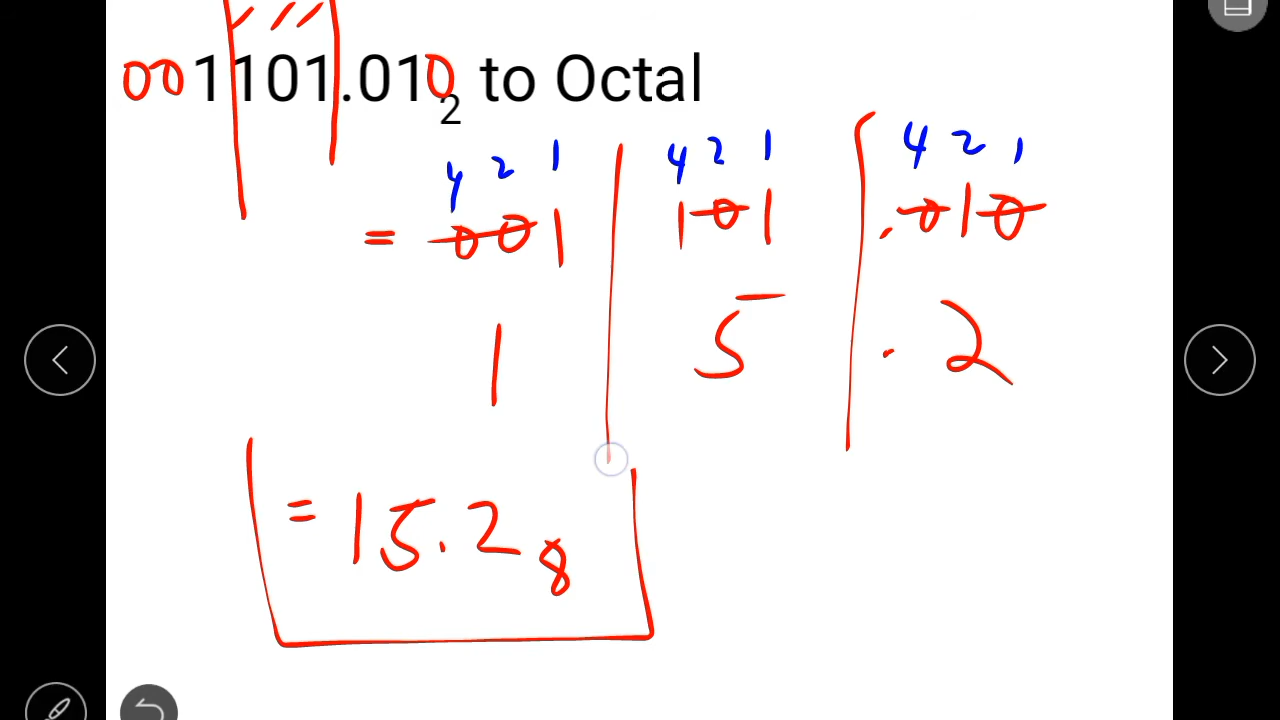 001101.010₂ to Octal
4 2 1 4 2 1 4 2 1
= 001 101 .010
1 5 . 2
= 15.2₈